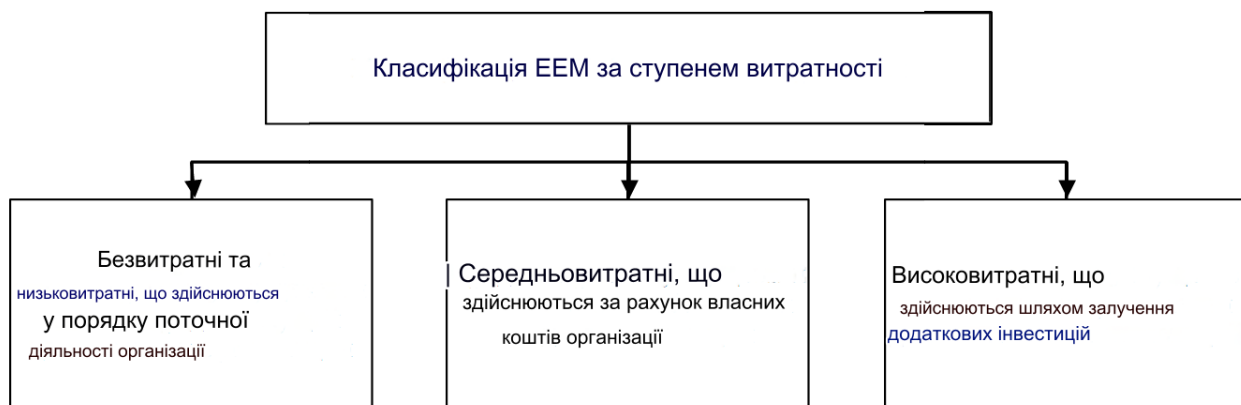 Класифікація ЕЕМ за ступенем витратності
Безвитратні та
низьковитратні, що здійснюються
у порядку поточної
діяльності організації
Середньовитратні, що
здійснюються за рахунок власних
коштів організації
Високовитратні, що
здійснюються шляхом залучення
додаткових інвестицій